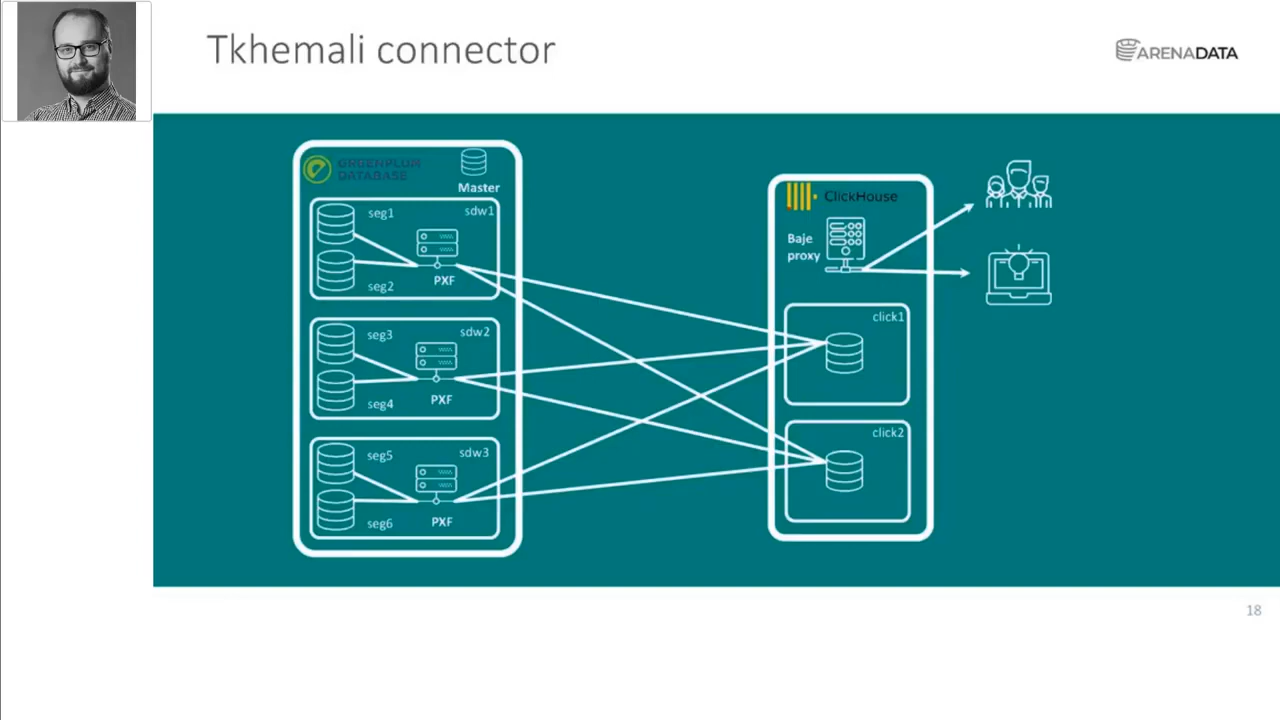 Tkhemali connector
ARENADATA
GREENPLUM
DATABASE
Master
seg1
sdw1
PXF
seg2
seg3
sdw2
PXF
seg4
seg5
sdw3
PXF
seg6
ClickHouse
Baje
proxy
click1
click2
18